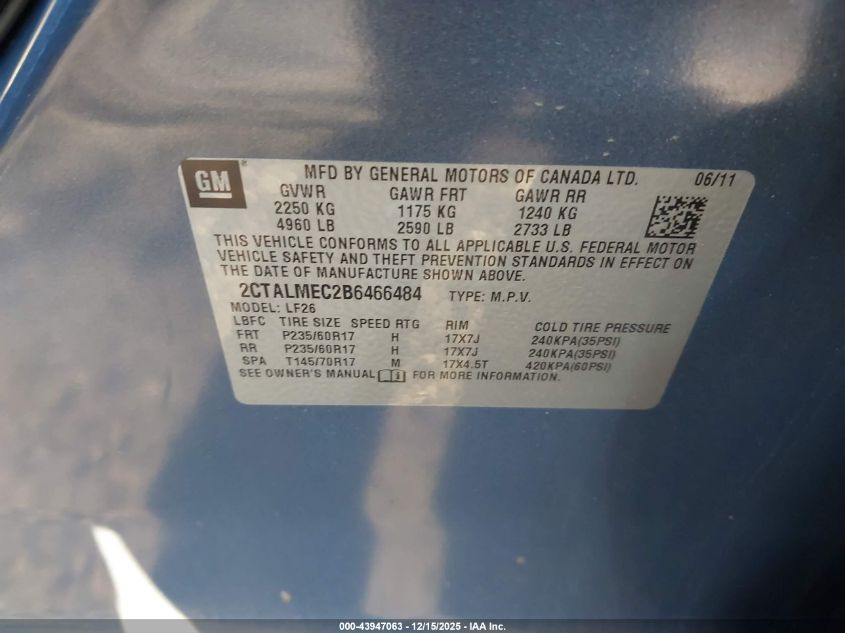 GM
MFD BY GENERAL MOTORS OF CANADA LTD. 06/11
GVWR GAWR FRT GAWR RR
2250 KG 1175 KG 1240 KG
4960 LB 2590 LB 2733 LB
THIS VEHICLE CONFORMS TO ALL APPLICABLE U.S. FEDERAL MOTOR
VEHICLE SAFETY AND THEFT PREVENTION STANDARDS IN EFFECT ON
THE DATE OF MANUFACTURE SHOWN ABOVE.
2CTALMEC2B6466484 TYPE: M.P.V.
MODEL: LF26
LBFC TIRE SIZE SPEED RTG RIM COLD TIRE PRESSURE
FRT P235/60R17 H 17X7J 240KPA(35PSI)
RR P235/60R17 H 17X7J 240KPA(35PSI)
SPA T145/70R17 M 17X4.5T 420KPA(60PSI)
SEE OWNER'S MANUAL FOR MORE INFORMATION.
000-43947063 - 12/15/2025 - IAA Inc.